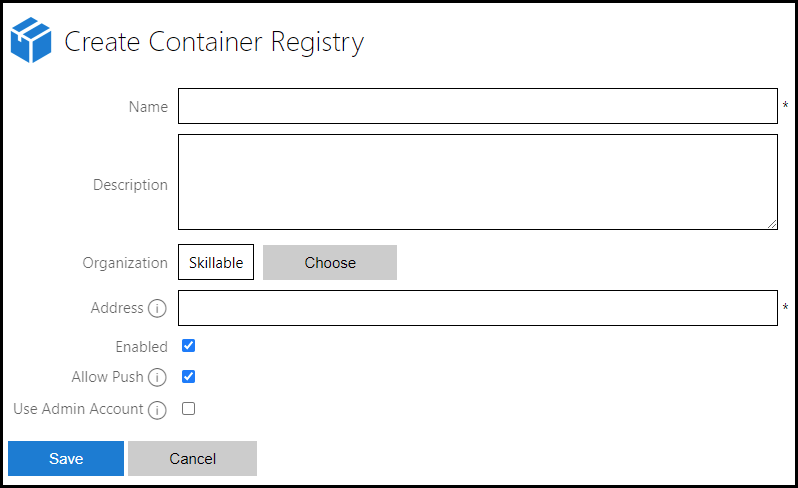 Create Container Registry
Name *
Description
Organization Skillable Choose
Address i *
Enabled
Allow Push i
Use Admin Account i
Save Cancel